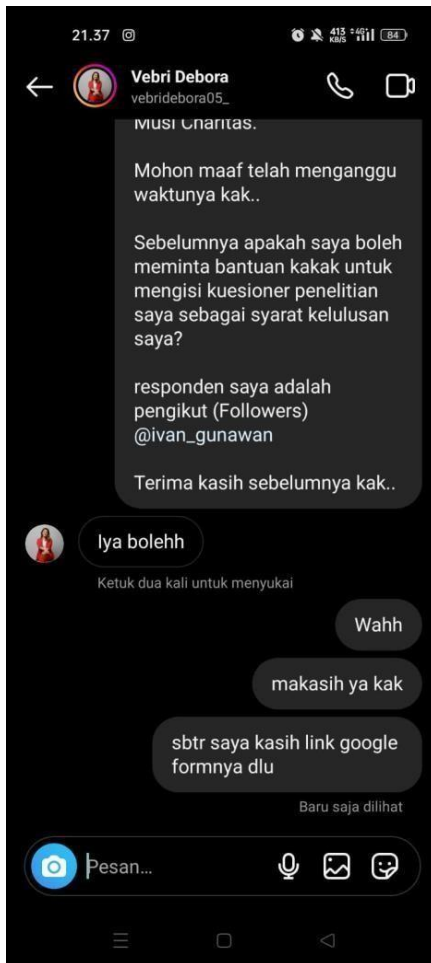 21.37
413 KB/S 4G 84
Vebri Debora
vebridebora05_
Musi Charitas.
Mohon maaf telah menganggu
waktunya kak..
Sebelumnya apakah saya boleh
meminta bantuan kakak untuk
mengisi kuesioner penelitian
saya sebagai syarat kelulusan
saya?
responden saya adalah
pengikut (Followers)
@ivan_gunawan
Terima kasih sebelumnya kak..
Iya bolehh
Ketuk dua kali untuk menyukai
Wahh
makasih ya kak
sbtr saya kasih link google
formnya dlu
Baru saja dilihat
Pesan...